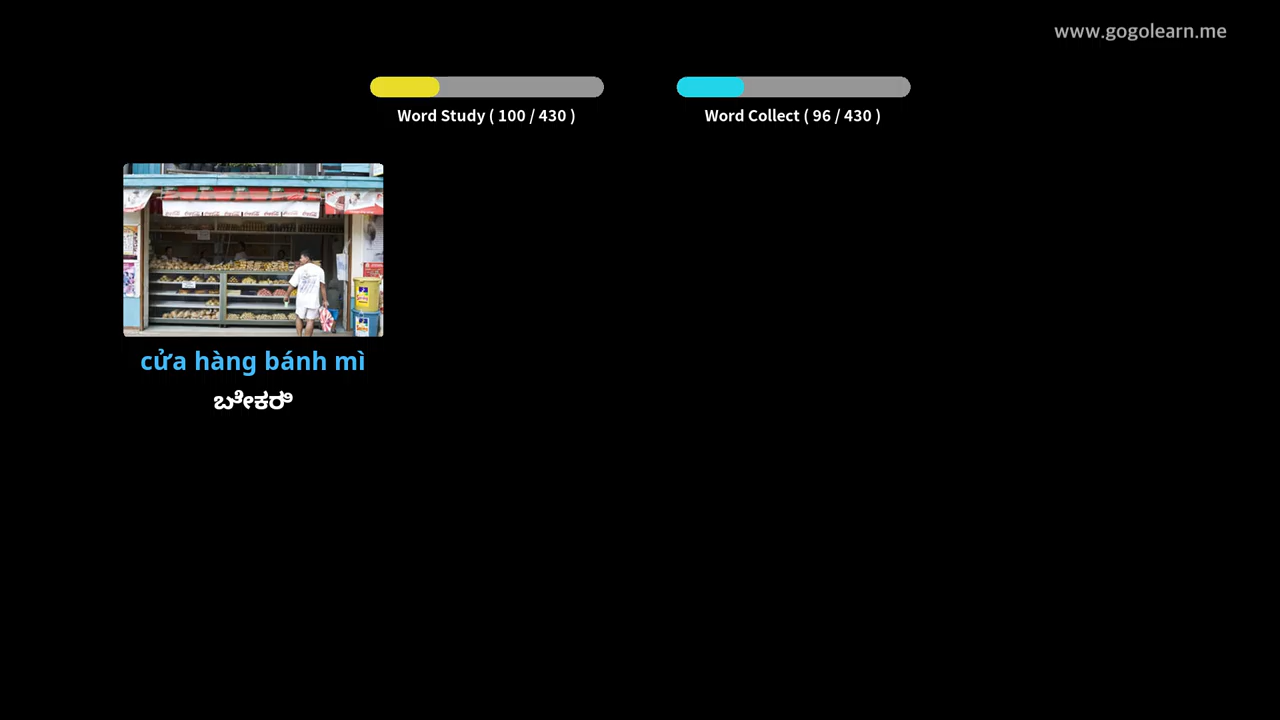 www.gogolearn.me
Word Study ( 100 / 430 )
Word Collect ( 96 / 430 )
cửa hàng bánh mì
ಬೇಕರಿ